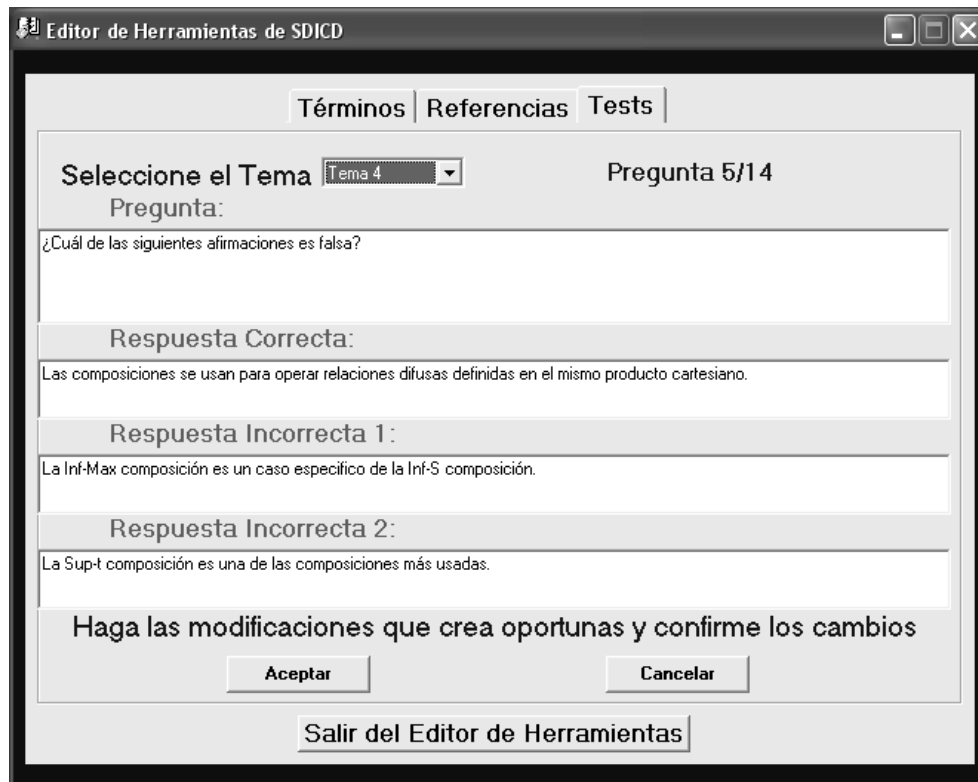 Editor de Herramientas de SDICD
Términos Referencias Tests
Seleccione el Tema Tema 4 Pregunta 5/14
Pregunta:
¿Cuál de las siguientes afirmaciones es falsa?
Respuesta Correcta:
Las composiciones se usan para operar relaciones difusas definidas en el mismo producto cartesiano.
Respuesta Incorrecta 1:
La Inf-Max composición es un caso especifico de la Inf-S composición.
Respuesta Incorrecta 2:
La Sup-t composición es una de las composiciones más usadas.
Haga las modificaciones que crea oportunas y confirme los cambios
Aceptar Cancelar
Salir del Editor de Herramientas